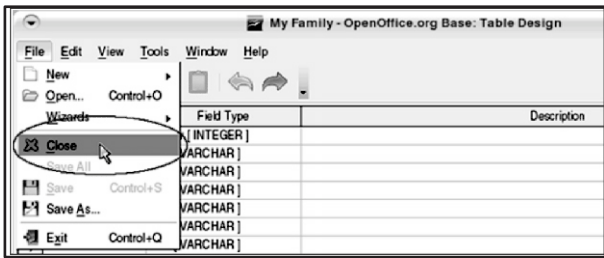 My Family - OpenOffice.org Base: Table Design
File Edit View Tools Window Help
New
Open... Control+O
Wizards
Close
Save All
Save Control+S
Save As...
Exit Control+Q
Field Type Description
[ INTEGER ]
VARCHAR ]
VARCHAR ]
VARCHAR ]
VARCHAR ]
VARCHAR ]
VARCHAR ]